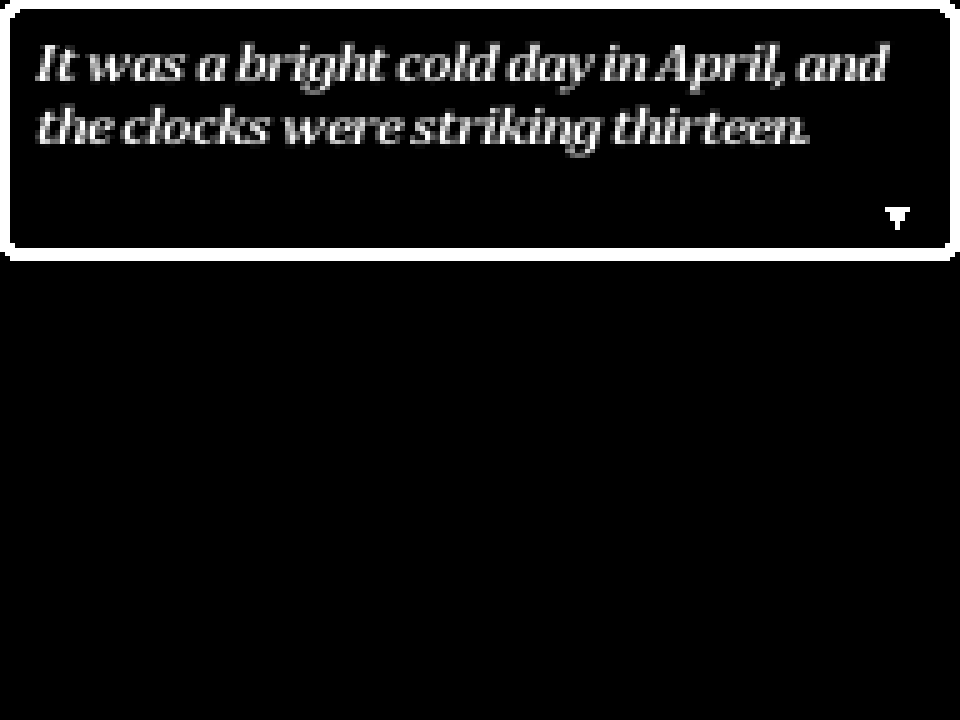 It was a bright cold day in April, and
the clocks were striking thirteen.